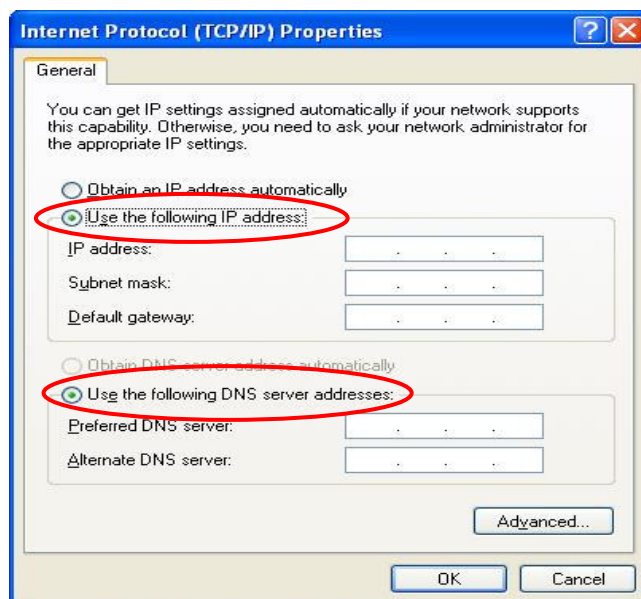 Internet Protocol (TCP/IP) Properties
General
You can get IP settings assigned automatically if your network supports
this capability. Otherwise, you need to ask your network administrator for
the appropriate IP settings.
Obtain an IP address automatically
Use the following IP address:
IP address:
Subnet mask:
Default gateway:
Obtain DNS server address automatically
Use the following DNS server addresses:
Preferred DNS server:
Alternate DNS server:
Advanced...
OK Cancel